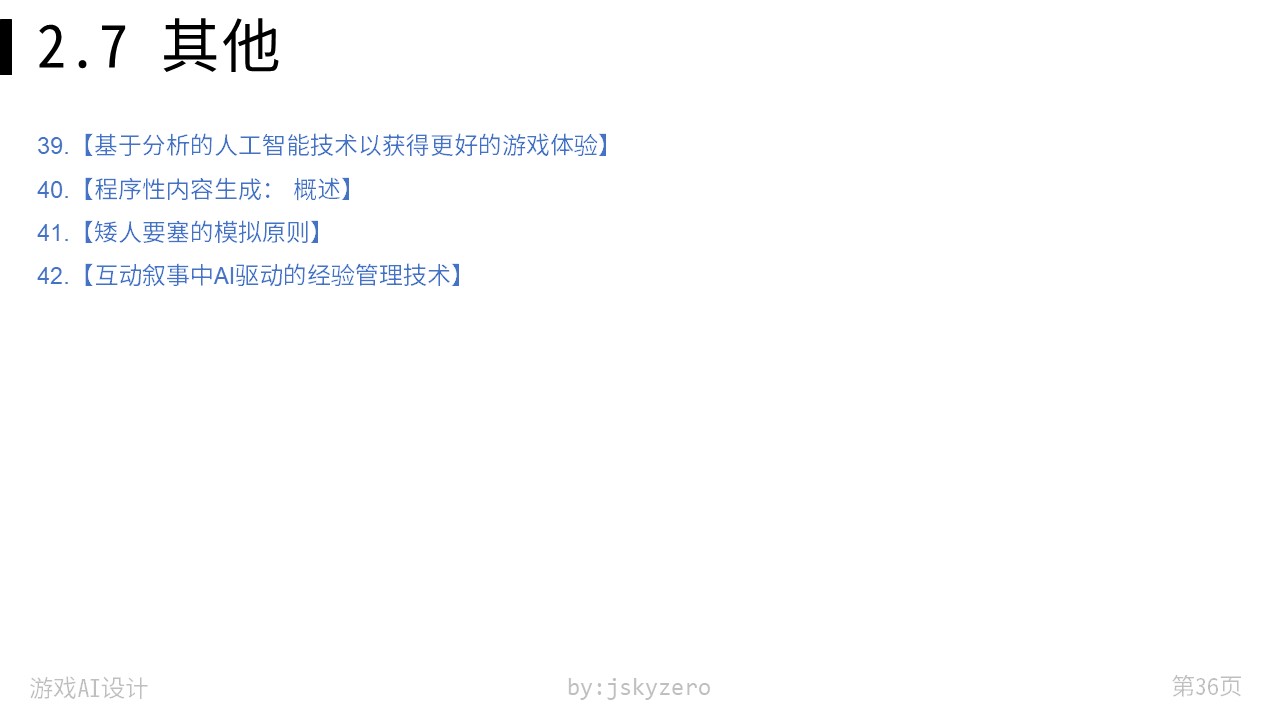 2.7 其他
39.【基于分析的人工智能技术以获得更好的游戏体验】
40.【程序性内容生成： 概述】
41.【矮人要塞的模拟原则】
42.【互动叙事中AI驱动的经验管理技术】
游戏AI设计
by:jskyzero
第36页